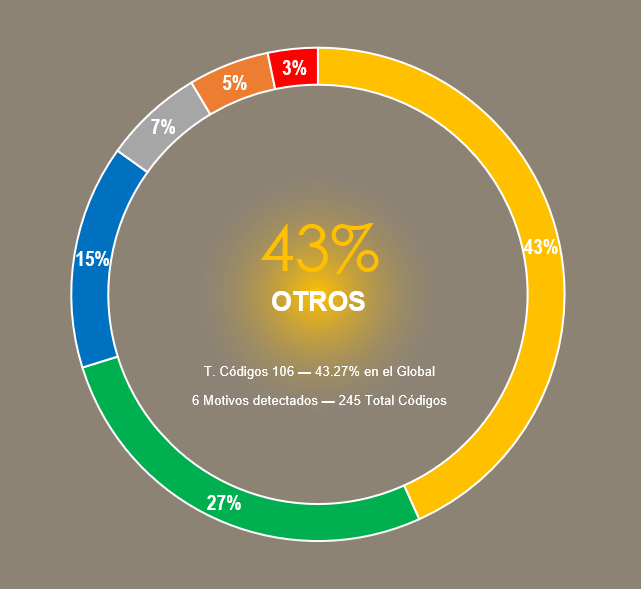 3%
5%
7%
43%
15%
43%
OTROS
T. Códigos 106 — 43.27% en el Global
6 Motivos detectados — 245 Total Códigos
27%